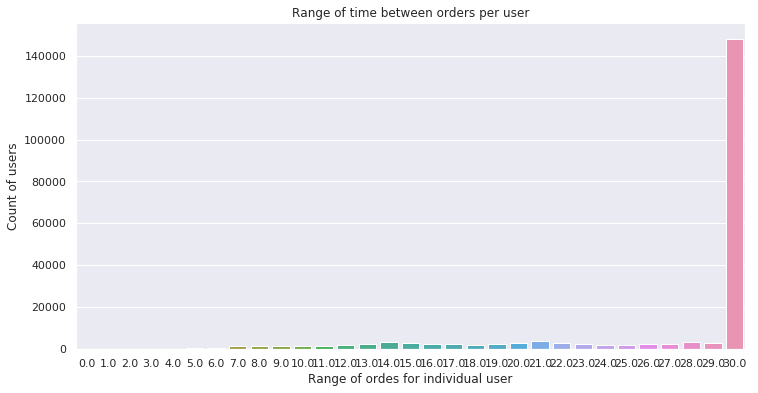 Range of time between orders per user
Count of users
140000
120000
100000
80000
60000
40000
20000
0
0.0 1.0 2.0 3.0 4.0 5.0 6.0 7.0 8.0 9.0 10.0 11.0 12.0 13.0 14.0 15.0 16.0 17.0 18.0 19.0 20.0 21.0 22.0 23.0 24.0 25.0 26.0 27.0 28.0 29.0 30.0
Range of ordes for individual user